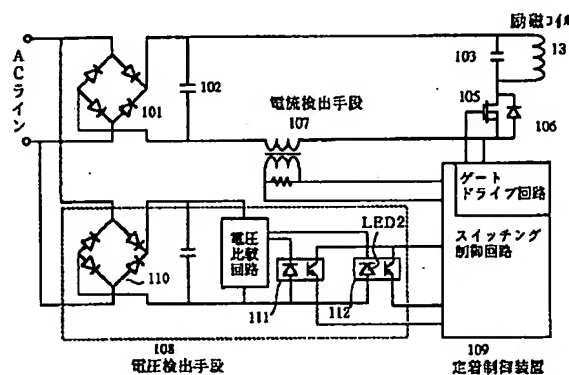 励磁コイル
13
ACライン
101
102
103
105
106
電流検出手段
107
ゲート
ドライブ回路
スイッチング
制御回路
電圧
比較
回路
LED2
110
111
112
108
電圧検出手段
109
定着制御装置